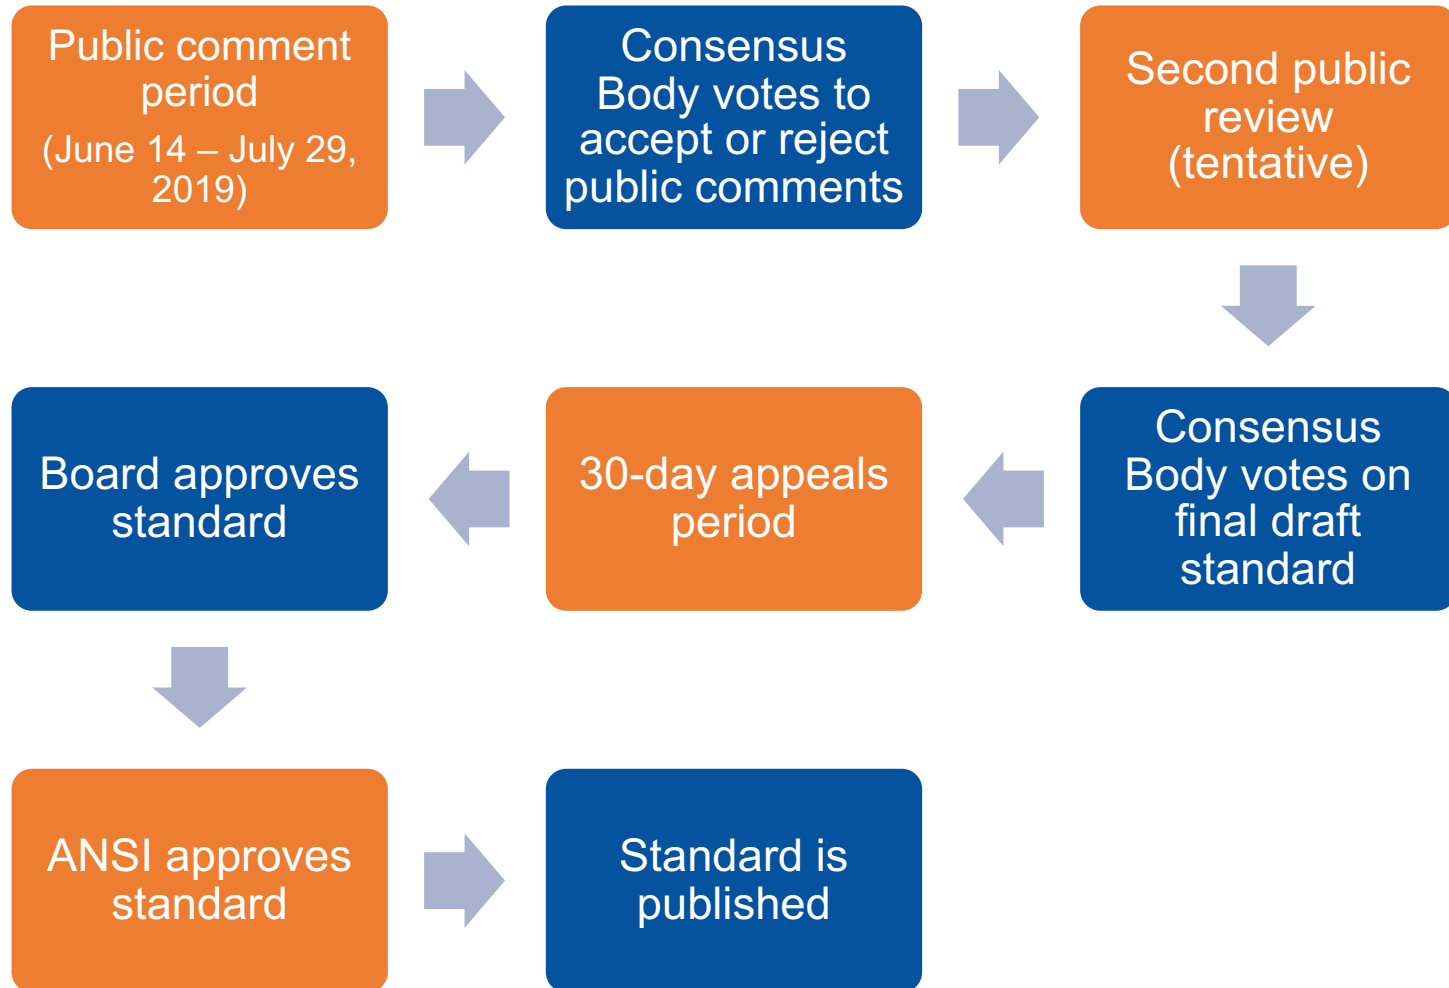 Public comment
period
(June 14 – July 29,
2019)
Consensus
Body votes to
accept or reject
public comments
Second public
review
(tentative)
Board approves
standard
30-day appeals
period
Consensus
Body votes on
final draft
standard
ANSI approves
standard
Standard is
published